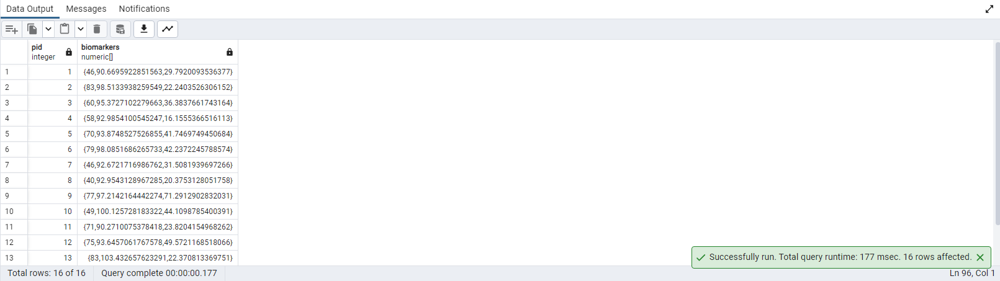 Data Output Messages Notifications
pid biomarkers
integer numeric[]
1 1 {46,90.6695922851563,29.7920093536377}
2 2 {83,98.5133938259549,22.2403526306152}
3 3 {60,95.3727102279663,36.3837661743164}
4 4 {58,92.9854100545247,16.1555366516113}
5 5 {70,93.8748527526855,41.7469749450684}
6 6 {79,98.0851686265733,42.2372245788574}
7 7 {46,92.6721716986762,31.5081939697266}
8 8 {40,92.9543128967285,20.3753128051758}
9 9 {77,97.2142164442274,71.2912902832031}
10 10 {49,100.125728183322,44.1098785400391}
11 11 {71,90.2710075378418,23.8204154968262}
12 12 {75,93.6457061767578,49.5721168518066}
13 13 {83,103.432657623291,22.370813369751}
Successfully run. Total query runtime: 177 msec. 16 rows affected.
Total rows: 16 of 16 Query complete 00:00:00.177 Ln 96, Col 1